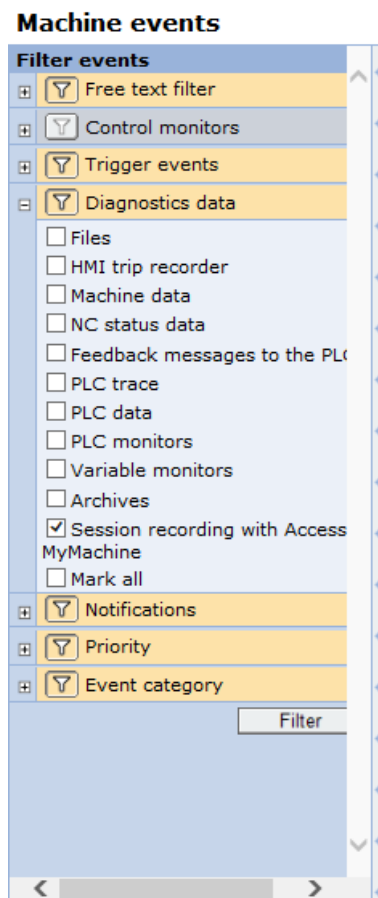 Machine events
Filter events
Free text filter
Control monitors
Trigger events
Diagnostics data
Files
HMI trip recorder
Machine data
NC status data
Feedback messages to the PL
PLC trace
PLC data
PLC monitors
Variable monitors
Archives
Session recording with Access
MyMachine
Mark all
Notifications
Priority
Event category
Filter